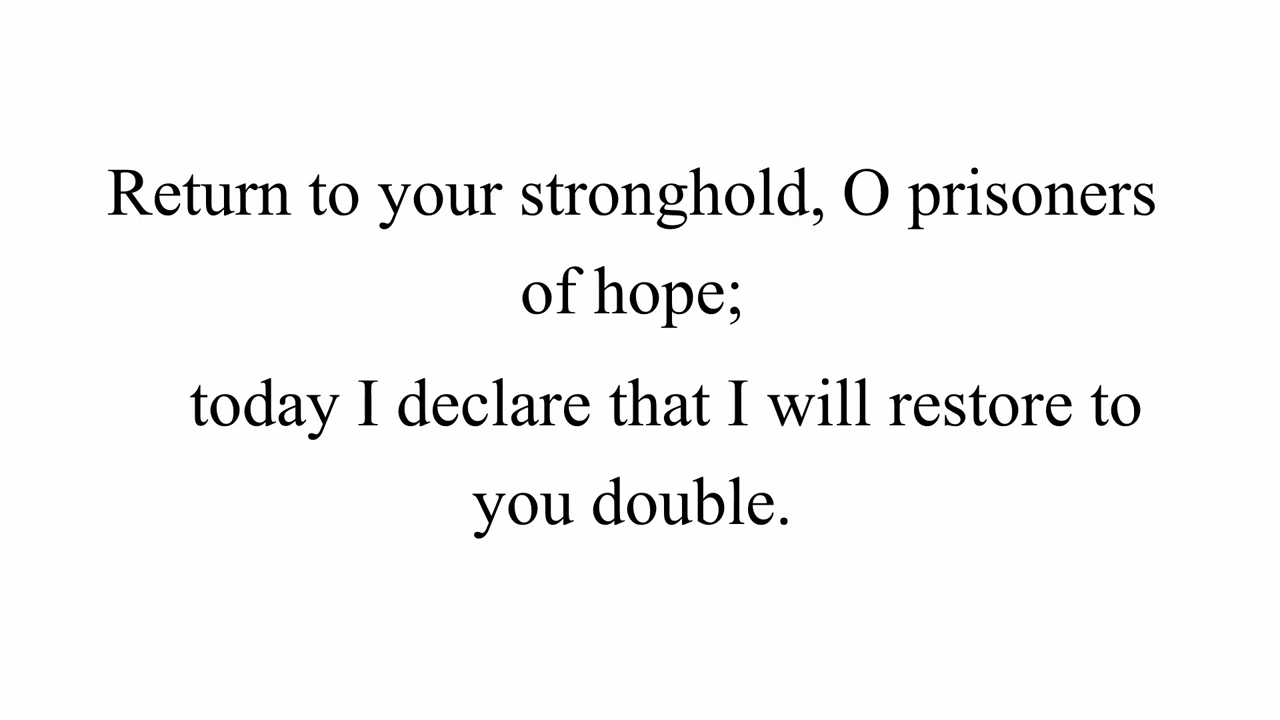 Return to your stronghold, O prisoners
of hope;
today I declare that I will restore to
you double.